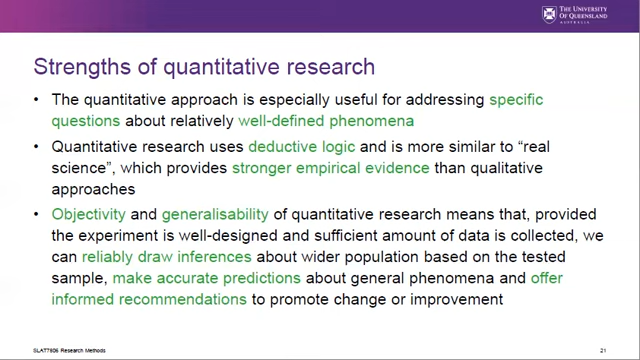 THE UNIVERSITY
OF QUEENSLAND
AUSTRALIA
Strengths of quantitative research
• The quantitative approach is especially useful for addressing specific
questions about relatively well-defined phenomena
• Quantitative research uses deductive logic and is more similar to “real
science”, which provides stronger empirical evidence than qualitative
approaches
• Objectivity and generalisability of quantitative research means that, provided
the experiment is well-designed and sufficient amount of data is collected, we
can reliably draw inferences about wider population based on the tested
sample, make accurate predictions about general phenomena and offer
informed recommendations to promote change or improvement
SLAT7806 Research Methods
21